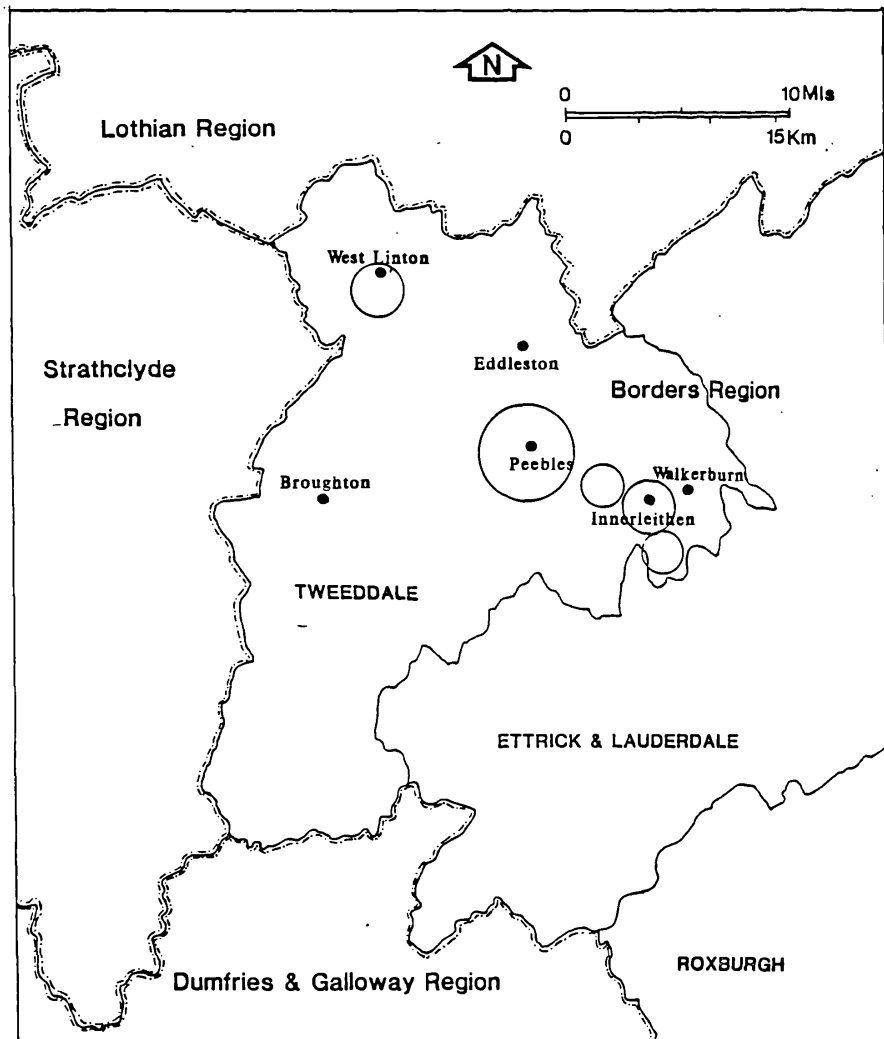 N
0 10Mls
0 15Km
Lothian Region
West Linton
Eddleston
Strathclyde
Region
Borders Region
Peebles
Walkerburn
Broughton
Innerleithen
TWEEDDALE
ETTRICK & LAUDERDALE
ROXBURGH
Dumfries & Galloway Region